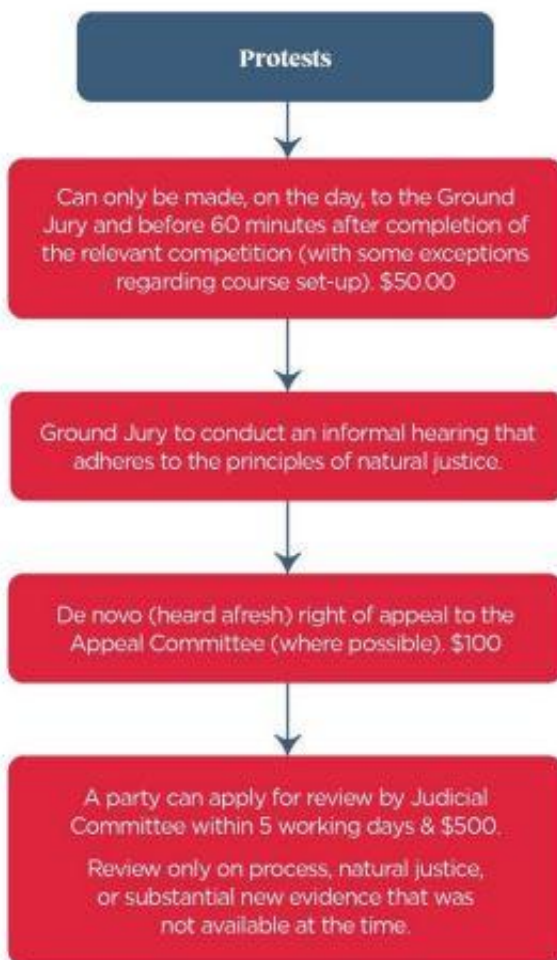 Protests
Can only be made, on the day, to the Ground
Jury and before 60 minutes after completion of
the relevant competition (with some exceptions
regarding course set-up). $50.00
Ground Jury to conduct an informal hearing that
adheres to the principles of natural justice.
De novo (heard afresh) right of appeal to the
Appeal Committee (where possible). $100
A party can apply for review by Judicial
Committee within 5 working days & $500.
Review only on process, natural justice,
or substantial new evidence that was
not available at the time.